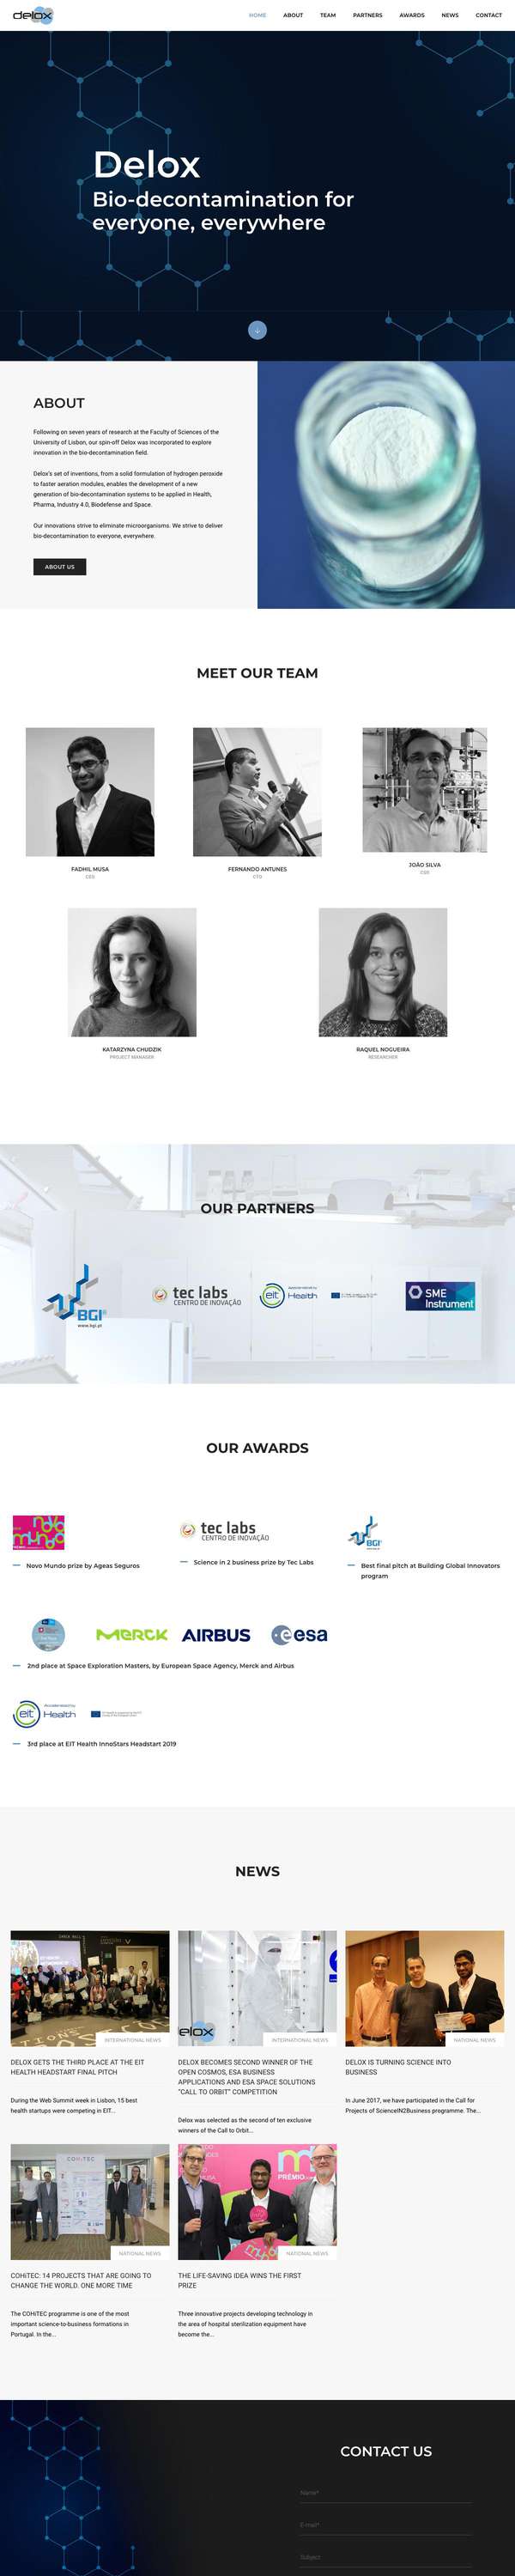 delox
HOME ABOUT TEAM PARTNERS AWARDS NEWS CONTACT
Delox
Bio-decontamination for
everyone, everywhere
ABOUT
Following on seven years of research at the Faculty of Sciences of the
University of Lisbon, our spin-off Delox was incorporated to explore
innovation in the bio-decontamination field.
Delox's set of inventions, from a solid formulation of hydrogen peroxide
to faster aeration modules, enables the development of a new
generation of bio-decontamination systems to be applied in Health,
Pharma, Industry 4.0, Biodefense and Space.
Our innovations strive to eliminate microorganisms. We strive to deliver
bio-decontamination to everyone, everywhere.
ABOUT US
MEET OUR TEAM
FADHIL MUSA
CEO
FERNANDO ANTUNES
CTO
JOÃO SILVA
KATARZYNA CHUDZIK
PROJECT MANAGER
RAQUEL NOGUEIRA
RESEARCHER
OUR PARTNERS
BGI
www.bgi.pt
tec labs
CENTRO DE INOVAÇÃO
eit Health
SME
Instrument
OUR AWARDS
novo
mundo
Novo Mundo prize by Ageas Seguros
tec labs
CENTRO DE INOVAÇÃO
Science in 2 business prize by Tec Labs
BGI
Best final pitch at Building Global Innovators
program
MERCK AIRBUS esa
2nd place at Space Exploration Masters, by European Space Agency, Merck and Airbus
Accelerated by
eit Health
3rd place at EIT Health InnoStars Headstart 2019
NEWS
INTERNATIONAL NEWS
DELOX GETS THE THIRD PLACE AT THE EIT
HEALTH HEADSTART FINAL PITCH
During the Web Summit week in Lisbon, 15 best
health startups were competing in EIT...
elox
INTERNATIONAL NEWS
DELOX BECOMES SECOND WINNER OF THE
OPEN COSMOS, ESA BUSINESS
APPLICATIONS AND ESA SPACE SOLUTIONS
"CALL TO ORBIT" COMPETITION
Delox was selected as the second of ten exclusive
winners of the Call to Orbit...
NATIONAL NEWS
DELOX IS TURNING SCIENCE INTO
BUSINESS
In June 2017, we have participated in the Call for
Projects of ScienceIN2Business programme. The...
COHiTEC
NATIONAL NEWS
COHiTEC: 14 PROJECTS THAT ARE GOING TO
CHANGE THE WORLD. ONE MORE TIME
The COHiTEC programme is one of the most
important science-to-business formations in
Portugal. In the...
PRÉMIO
NATIONAL NEWS
THE LIFE-SAVING IDEA WINS THE FIRST
PRIZE
Three innovative projects developing technology in
the area of hospital sterilization equipment have
become the...
CONTACT US
Name*
E-mail*
Subject